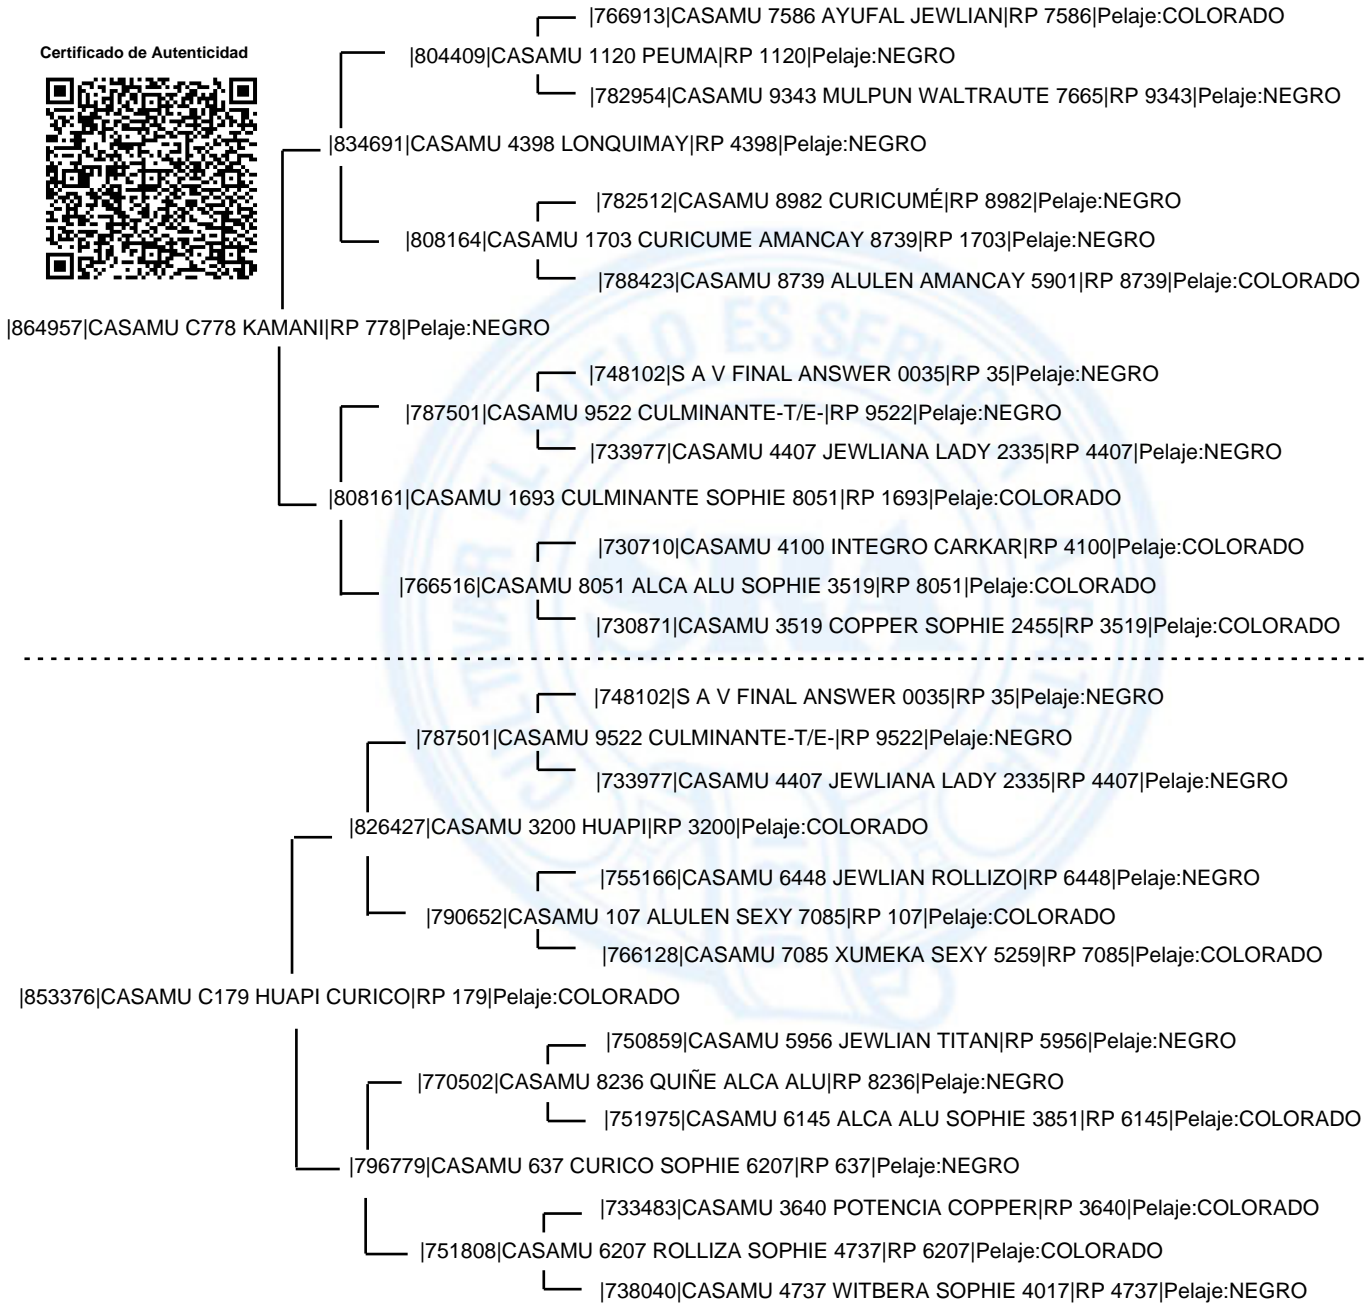 |766913|CASAMU 7586 AYUFAL JEWLIAN|RP 7586|Pelaje:COLORADO
Certificado de Autenticidad
|804409|CASAMU 1120 PEUMA|RP 1120|Pelaje:NEGRO
|782954|CASAMU 9343 MULPUN WALTRAUTE 7665|RP 9343|Pelaje:NEGRO
|834691|CASAMU 4398 LONQUIMAY|RP 4398|Pelaje:NEGRO
|782512|CASAMU 8982 CURICUMÉ|RP 8982|Pelaje:NEGRO
|808164|CASAMU 1703 CURICUME AMANCAY 8739|RP 1703|Pelaje:NEGRO
|788423|CASAMU 8739 ALULEN AMANCAY 5901|RP 8739|Pelaje:COLORADO
|864957|CASAMU C778 KAMANI|RP 778|Pelaje:NEGRO
|748102|S A V FINAL ANSWER 0035|RP 35|Pelaje:NEGRO
|787501|CASAMU 9522 CULMINANTE-T/E-|RP 9522|Pelaje:NEGRO
|733977|CASAMU 4407 JEWLIANA LADY 2335|RP 4407|Pelaje:NEGRO
|808161|CASAMU 1693 CULMINANTE SOPHIE 8051|RP 1693|Pelaje:COLORADO
|730710|CASAMU 4100 INTEGRO CARKAR|RP 4100|Pelaje:COLORADO
|766516|CASAMU 8051 ALCA ALU SOPHIE 3519|RP 8051|Pelaje:COLORADO
|730871|CASAMU 3519 COPPER SOPHIE 2455|RP 3519|Pelaje:COLORADO
|748102|S A V FINAL ANSWER 0035|RP 35|Pelaje:NEGRO
|787501|CASAMU 9522 CULMINANTE-T/E-|RP 9522|Pelaje:NEGRO
|733977|CASAMU 4407 JEWLIANA LADY 2335|RP 4407|Pelaje:NEGRO
|826427|CASAMU 3200 HUAPI|RP 3200|Pelaje:COLORADO
|755166|CASAMU 6448 JEWLIAN ROLLIZO|RP 6448|Pelaje:NEGRO
|790652|CASAMU 107 ALULEN SEXY 7085|RP 107|Pelaje:COLORADO
|766128|CASAMU 7085 XUMEKA SEXY 5259|RP 7085|Pelaje:COLORADO
|853376|CASAMU C179 HUAPI CURICO|RP 179|Pelaje:COLORADO
|750859|CASAMU 5956 JEWLIAN TITAN|RP 5956|Pelaje:NEGRO
|770502|CASAMU 8236 QUIÑE ALCA ALU|RP 8236|Pelaje:NEGRO
|751975|CASAMU 6145 ALCA ALU SOPHIE 3851|RP 6145|Pelaje:COLORADO
|796779|CASAMU 637 CURICO SOPHIE 6207|RP 637|Pelaje:NEGRO
|733483|CASAMU 3640 POTENCIA COPPER|RP 3640|Pelaje:COLORADO
|751808|CASAMU 6207 ROLLIZA SOPHIE 4737|RP 6207|Pelaje:COLORADO
|738040|CASAMU 4737 WITBERA SOPHIE 4017|RP 4737|Pelaje:NEGRO
CULTIVAR EL SUELO ES SERVIR A LA PATRIA
SRA